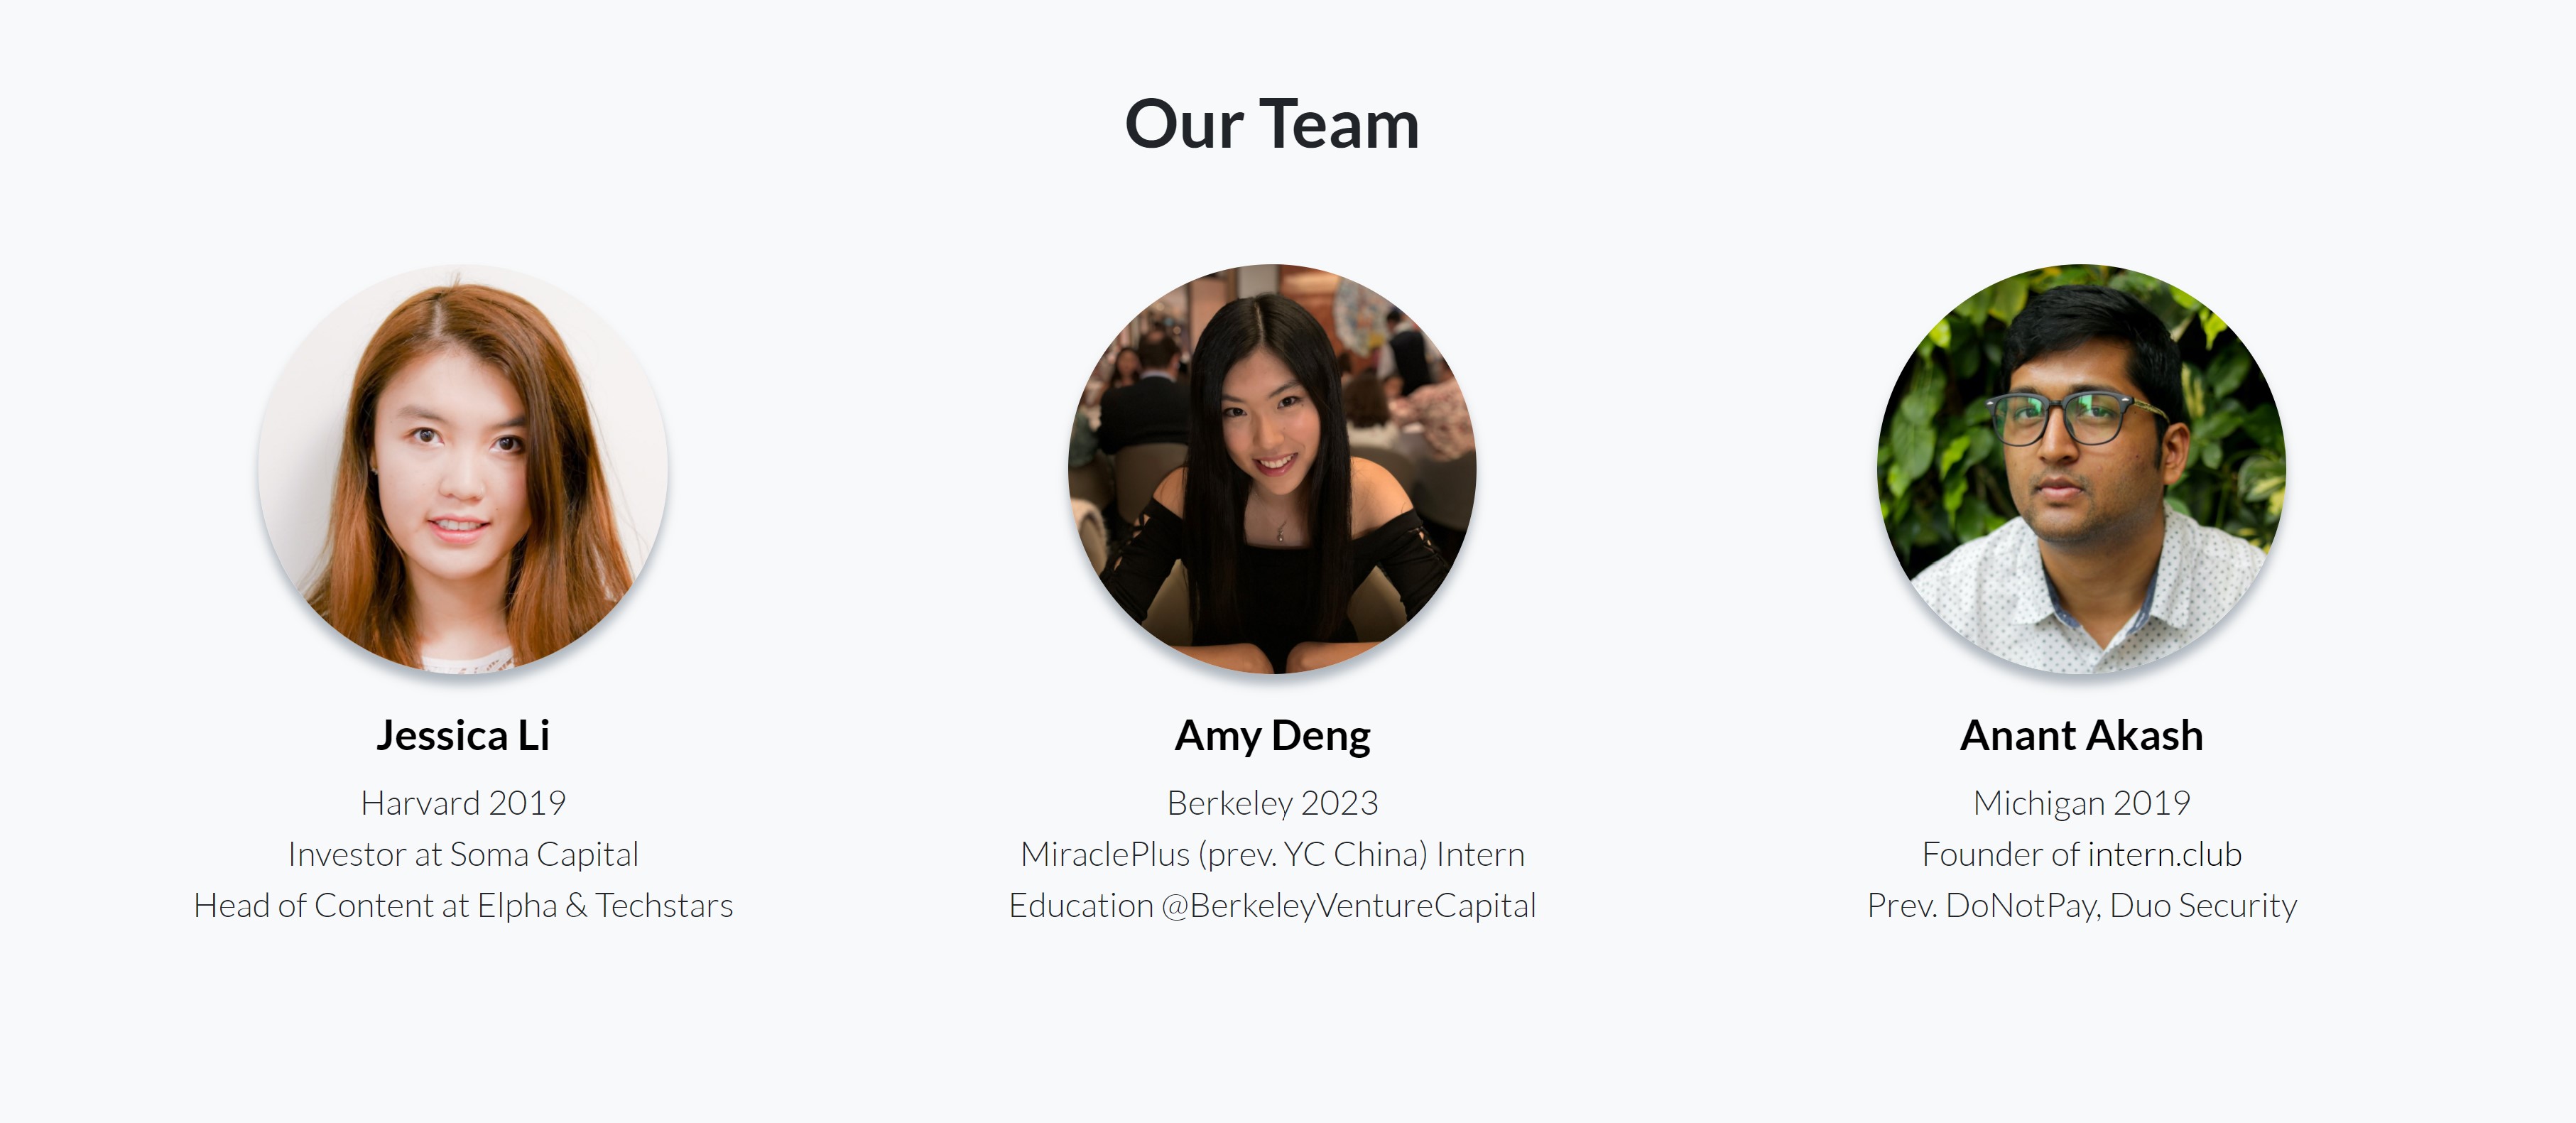 Our Team
Jessica Li
Harvard 2019
Investor at Soma Capital
Head of Content at Elpha & Techstars
Amy Deng
Berkeley 2023
MiraclePlus (prev. YC China) Intern
Education @BerkeleyVentureCapital
Anant Akash
Michigan 2019
Founder of intern.club
Prev. DoNotPay, Duo Security